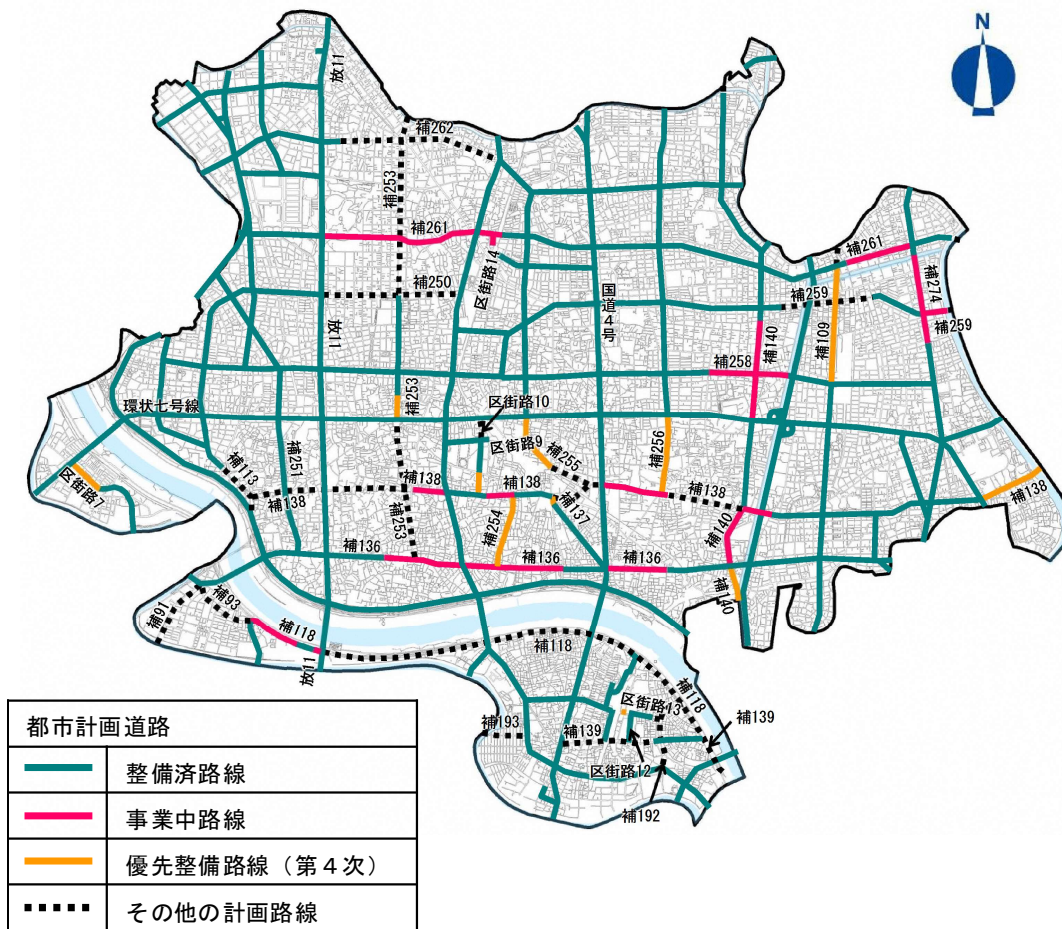 N
放11
補262
補253
補261
区街路14
補250
放11
国道4号
補261
補274
補259
補259
補109
補140
補258
補253
環状七号線
区街路10
区街路9
補255
補256
補251
補113
補138
補138
補138
補138
補138
区街路7
補253
補254
補137
補140
補136
補136
補136
補140
補91
補93
補118
放11
補118
補118
区街路13
補193
補139
補139
区街路12
補192
都市計画道路
整備済路線
事業中路線
優先整備路線(第4次)
その他の計画路線